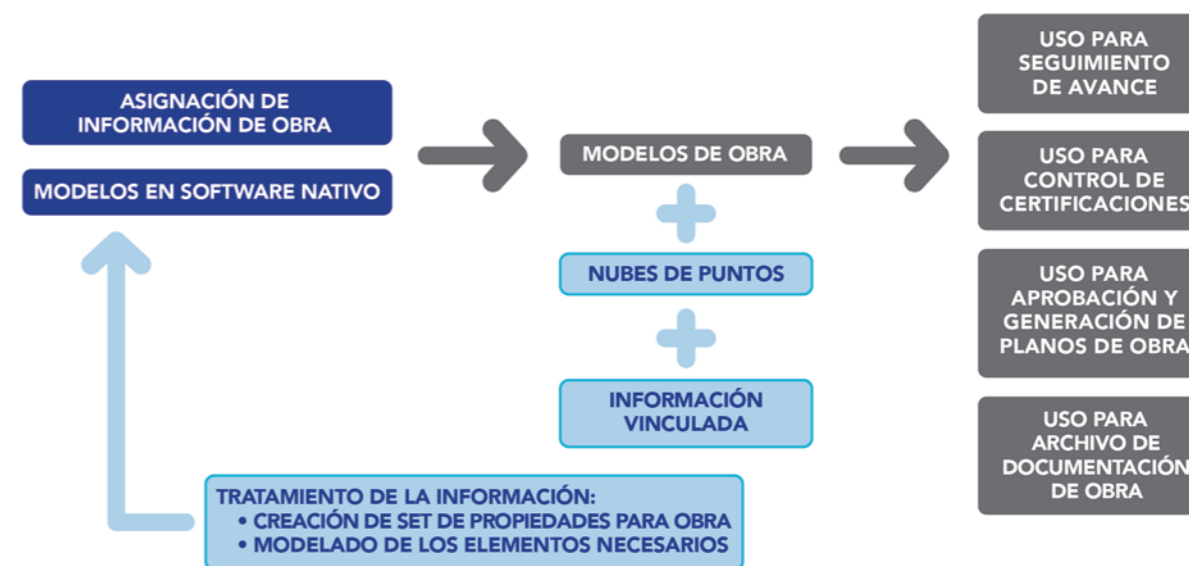 ASIGNACIÓN DE
INFORMACIÓN DE OBRA
MODELOS EN SOFTWARE NATIVO
MODELOS DE OBRA
NUBES DE PUNTOS
INFORMACIÓN
VINCULADA
TRATAMIENTO DE LA INFORMACIÓN:
• CREACIÓN DE SET DE PROPIEDADES PARA OBRA
• MODELADO DE LOS ELEMENTOS NECESARIOS
USO PARA
SEGUIMIENTO
DE AVANCE
USO PARA
CONTROL DE
CERTIFICACIONES
USO PARA
APROBACIÓN Y
GENERACIÓN DE
PLANOS DE OBRA
USO PARA
ARCHIVO DE
DOCUMENTACIÓN
DE OBRA